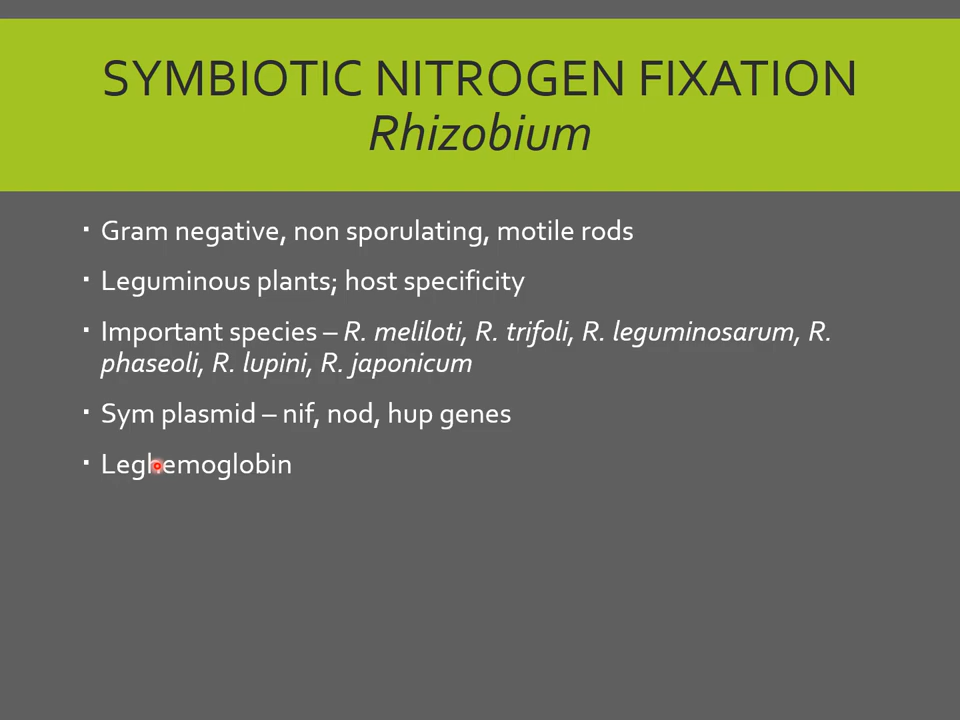 SYMBIOTIC NITROGEN FIXATION
Rhizobium
▪ Gram negative, non sporulating, motile rods
▪ Leguminous plants; host specificity
▪ Important species – R. meliloti, R. trifoli, R. leguminosarum, R.
phaseoli, R. lupini, R. japonicum
▪ Sym plasmid – nif, nod, hup genes
▪ Leghemoglobin